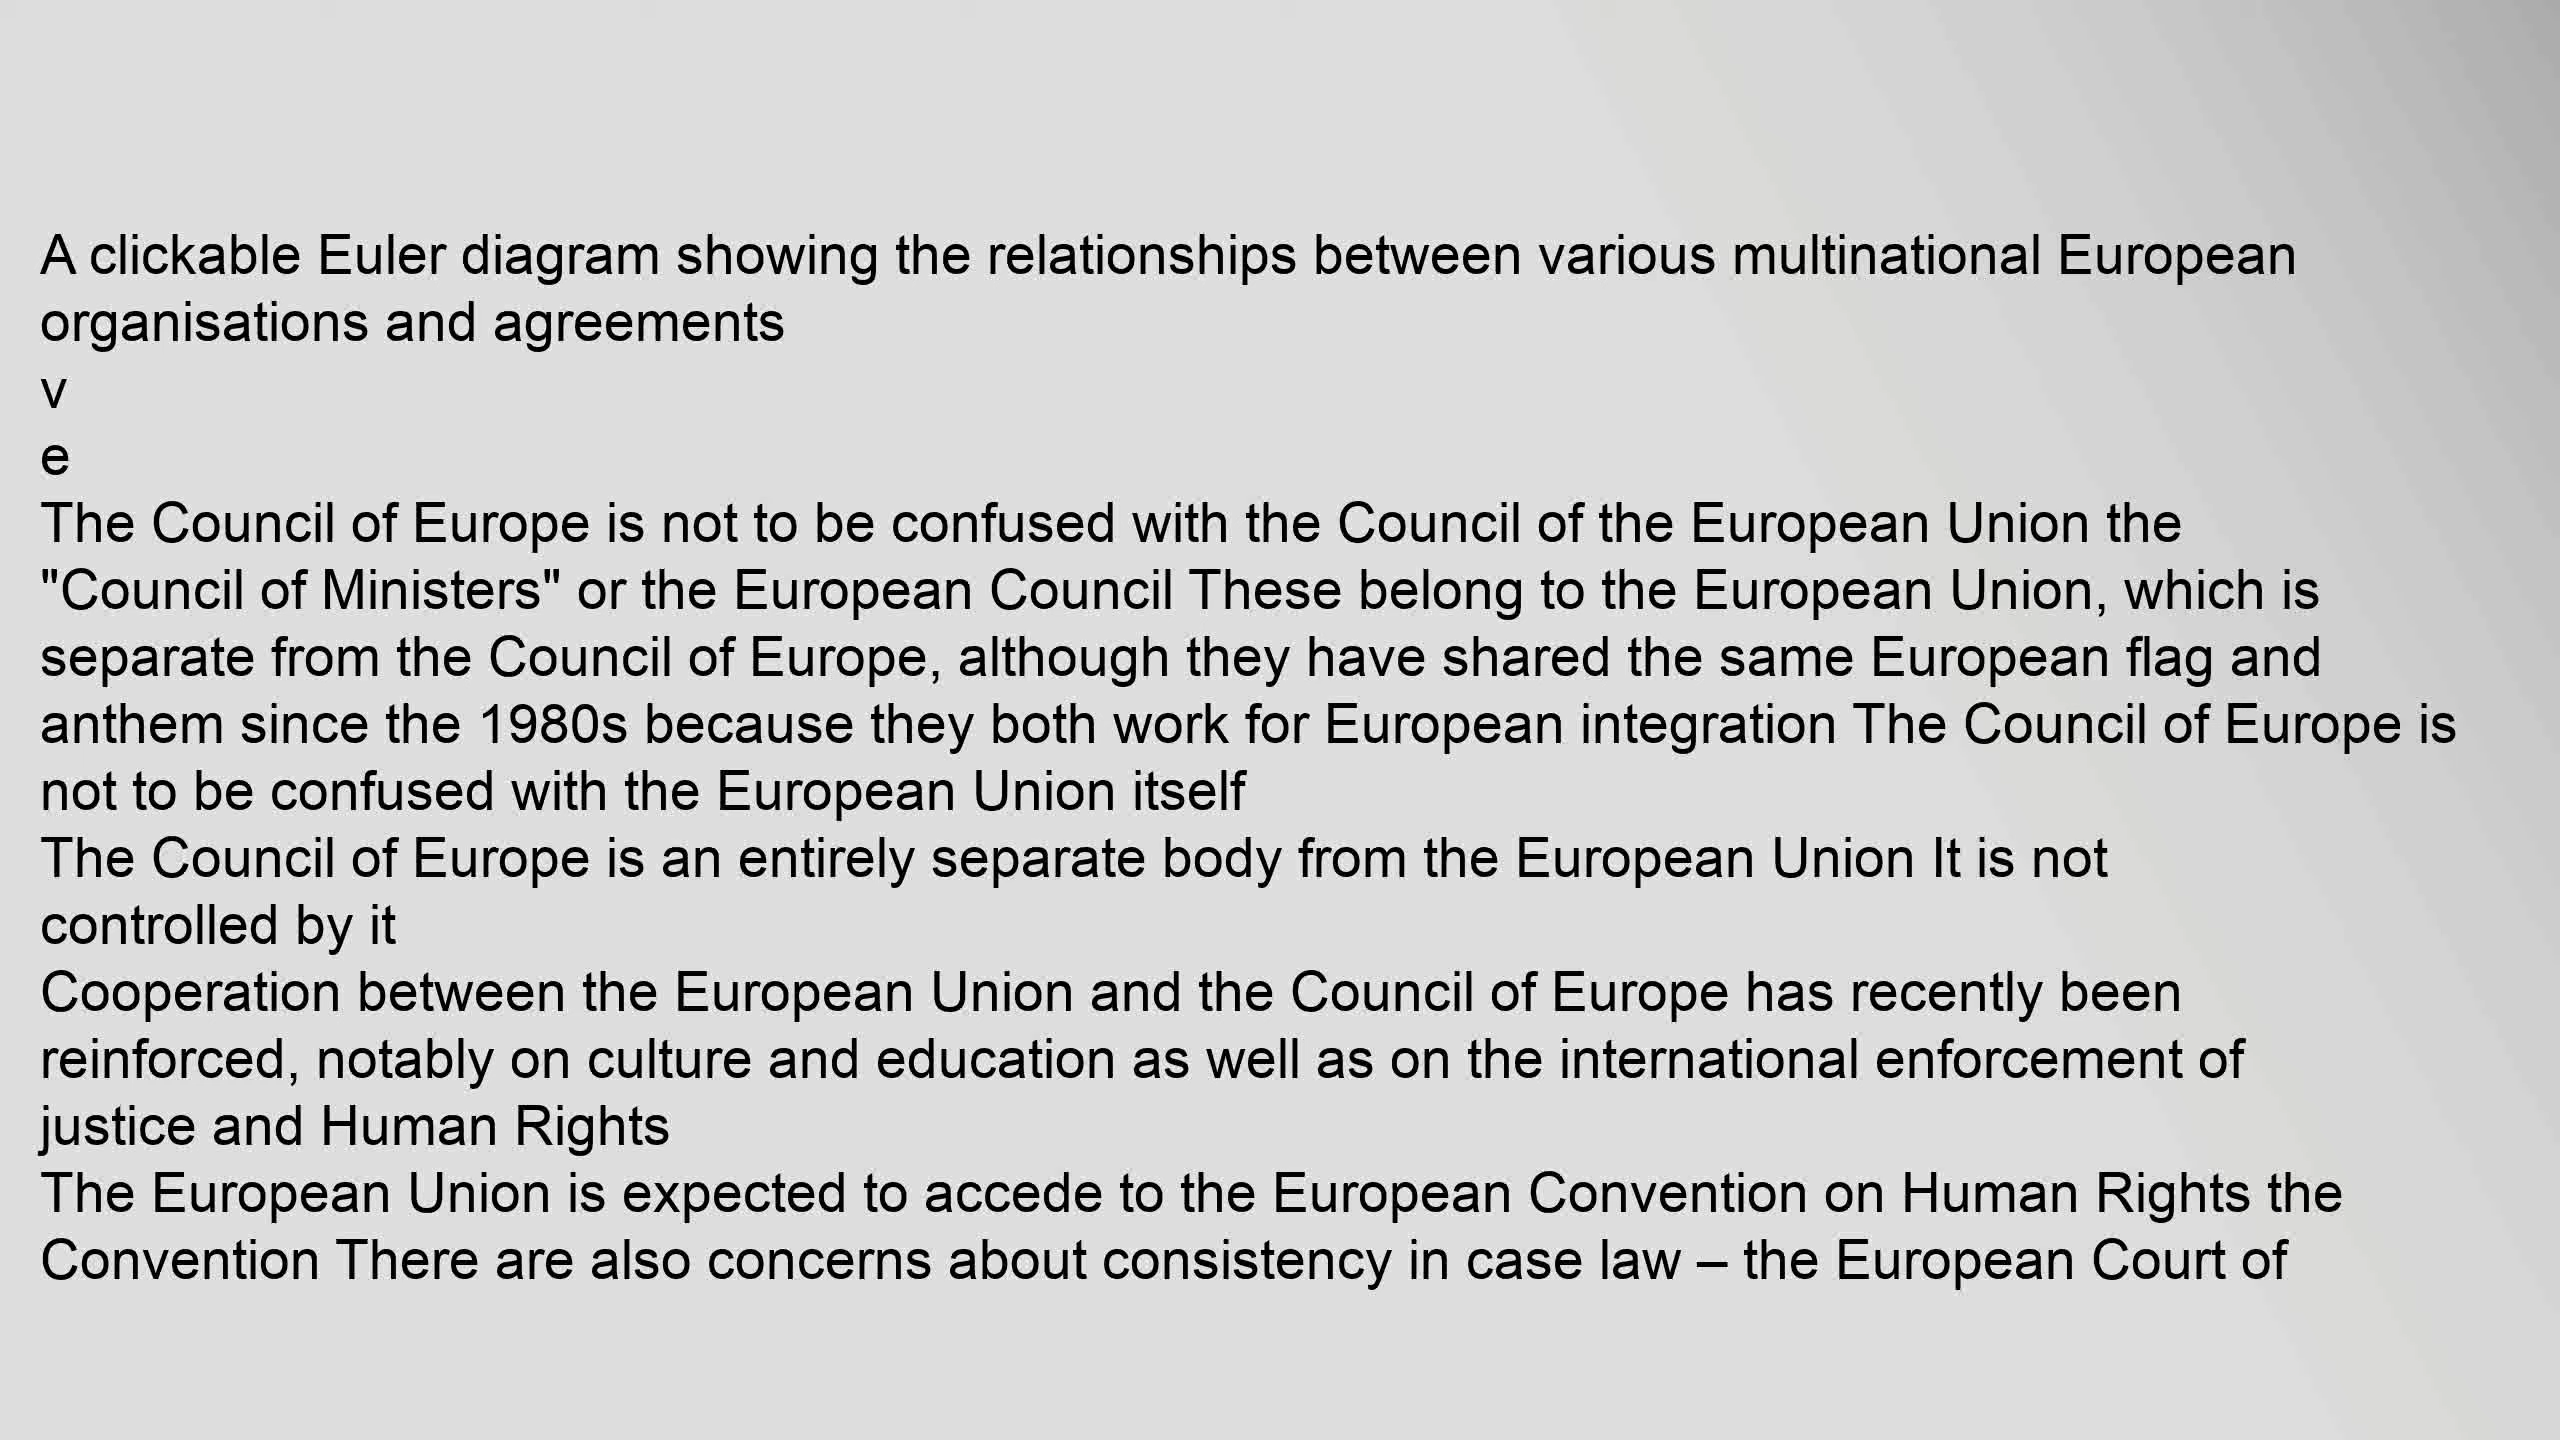 A clickable Euler diagram showing the relationships between various multinational European
organisations and agreements
v
e
The Council of Europe is not to be confused with the Council of the European Union the
"Council of Ministers" or the European Council These belong to the European Union, which is
separate from the Council of Europe, although they have shared the same European flag and
anthem since the 1980s because they both work for European integration The Council of Europe is
not to be confused with the European Union itself
The Council of Europe is an entirely separate body from the European Union It is not
controlled by it
Cooperation between the European Union and the Council of Europe has recently been
reinforced, notably on culture and education as well as on the international enforcement of
justice and Human Rights
The European Union is expected to accede to the European Convention on Human Rights the
Convention There are also concerns about consistency in case law – the European Court of